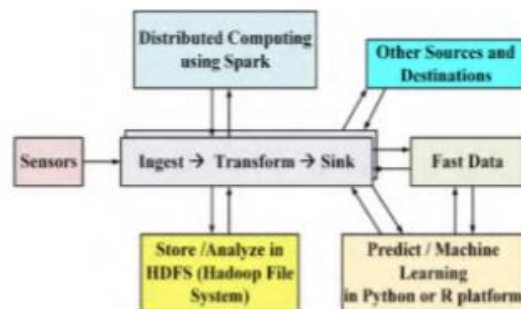 Distributed Computing
using Spark
Other Sources and
Destinations
Sensors
Ingest → Transform → Sink
Fast Data
Store /Analyze in
HDFS (Hadoop File
System)
Predict / Machine
Learning
in Python or R platform